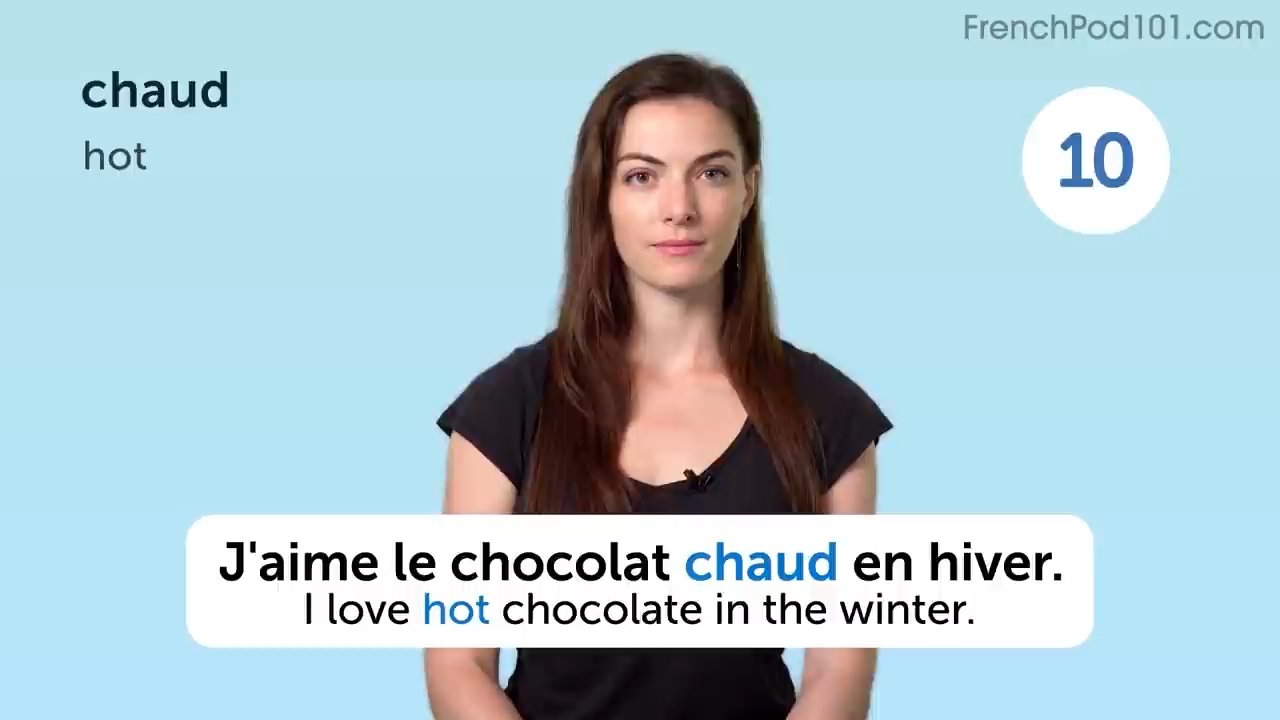 FrenchPod101.com
chaud
hot
10
J'aime le chocolat chaud en hiver.
I love hot chocolate in the winter.